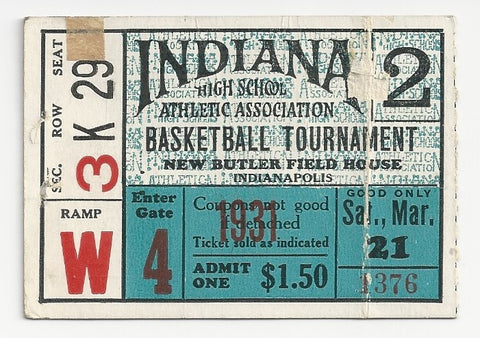 SEC. ROW SEAT
3 K 29
RAMP
W
INDIANA
HIGH SCHOOL
ATHLETIC ASSOCIATION
2
BASKETBALL TOURNAMENT
NEW BUTLER FIELD HOUSE
INDIANAPOLIS
Enter
Gate
4
Coupons not good
if detached
1931
Ticket sold as indicated
ADMIT
ONE $1.50
GOOD ONLY
Sat., Mar.
21
1376